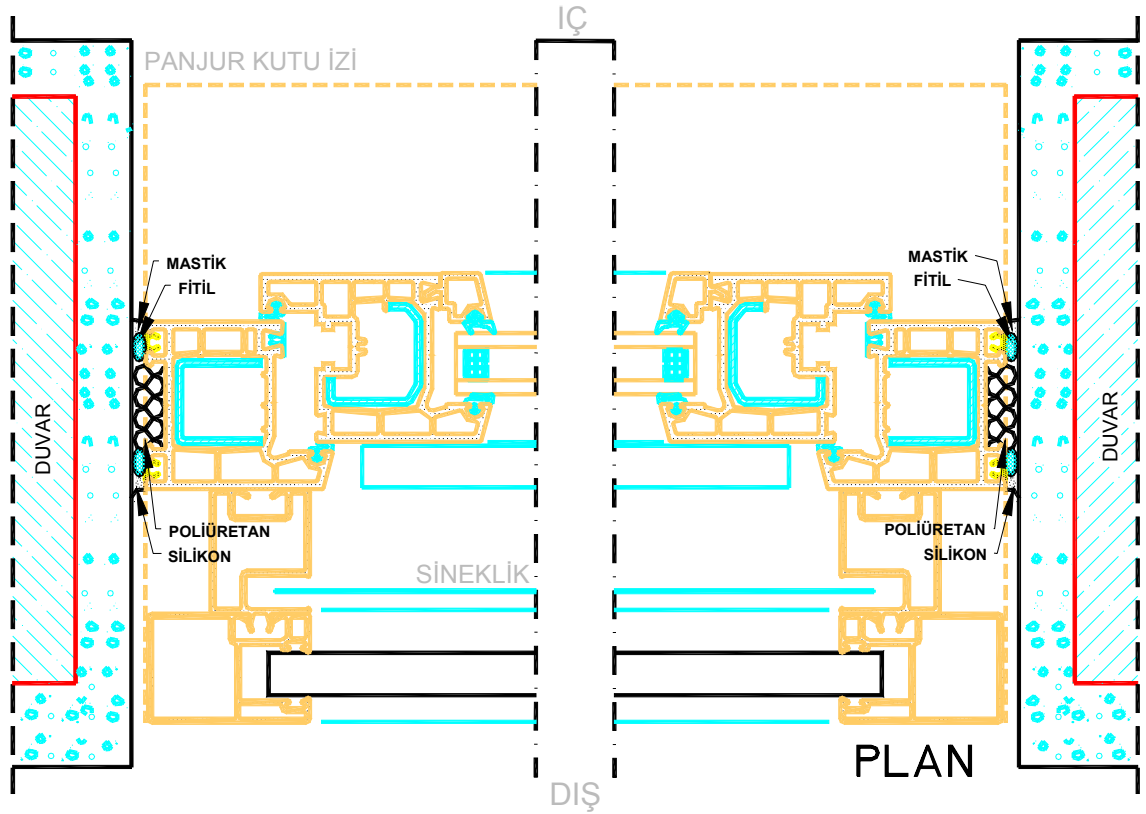 İÇ
PANJUR KUTU İZİ
MASTİK
FİTİL
MASTİK
FİTİL
DUVAR
DUVAR
POLİÜRETAN
SİLİKON
POLİÜRETAN
SİLİKON
SİNEKLİK
PLAN
DIŞ